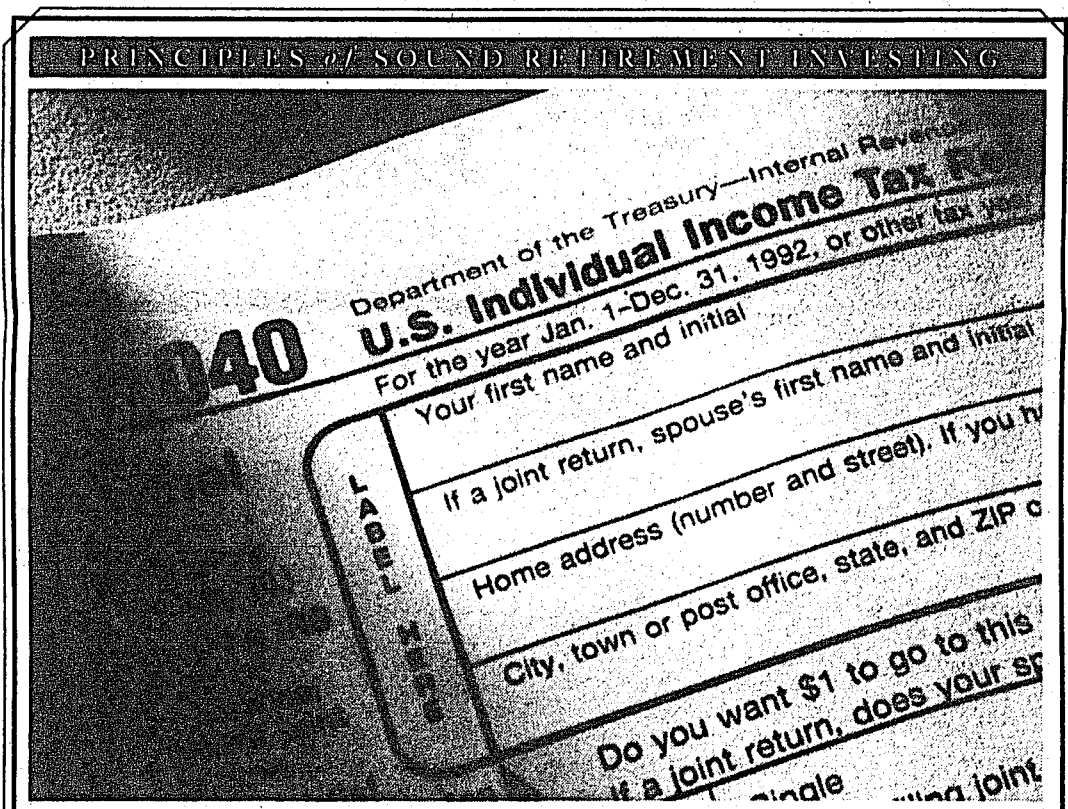 PRINCIPLES of SOUND RETIREMENT INVESTING
Department of the Treasury—Internal Revenue
040 U.S. Individual Income Tax
For the year Jan. 1–Dec. 31, 1992, or other tax year
Your first name and initial
If a joint return, spouse's first name and initial
Home address (number and street). If you
City, town or post office, state, and ZIP
LABEL HERE
Do you want $1 to go to this
If a joint return, does your
Single
joint